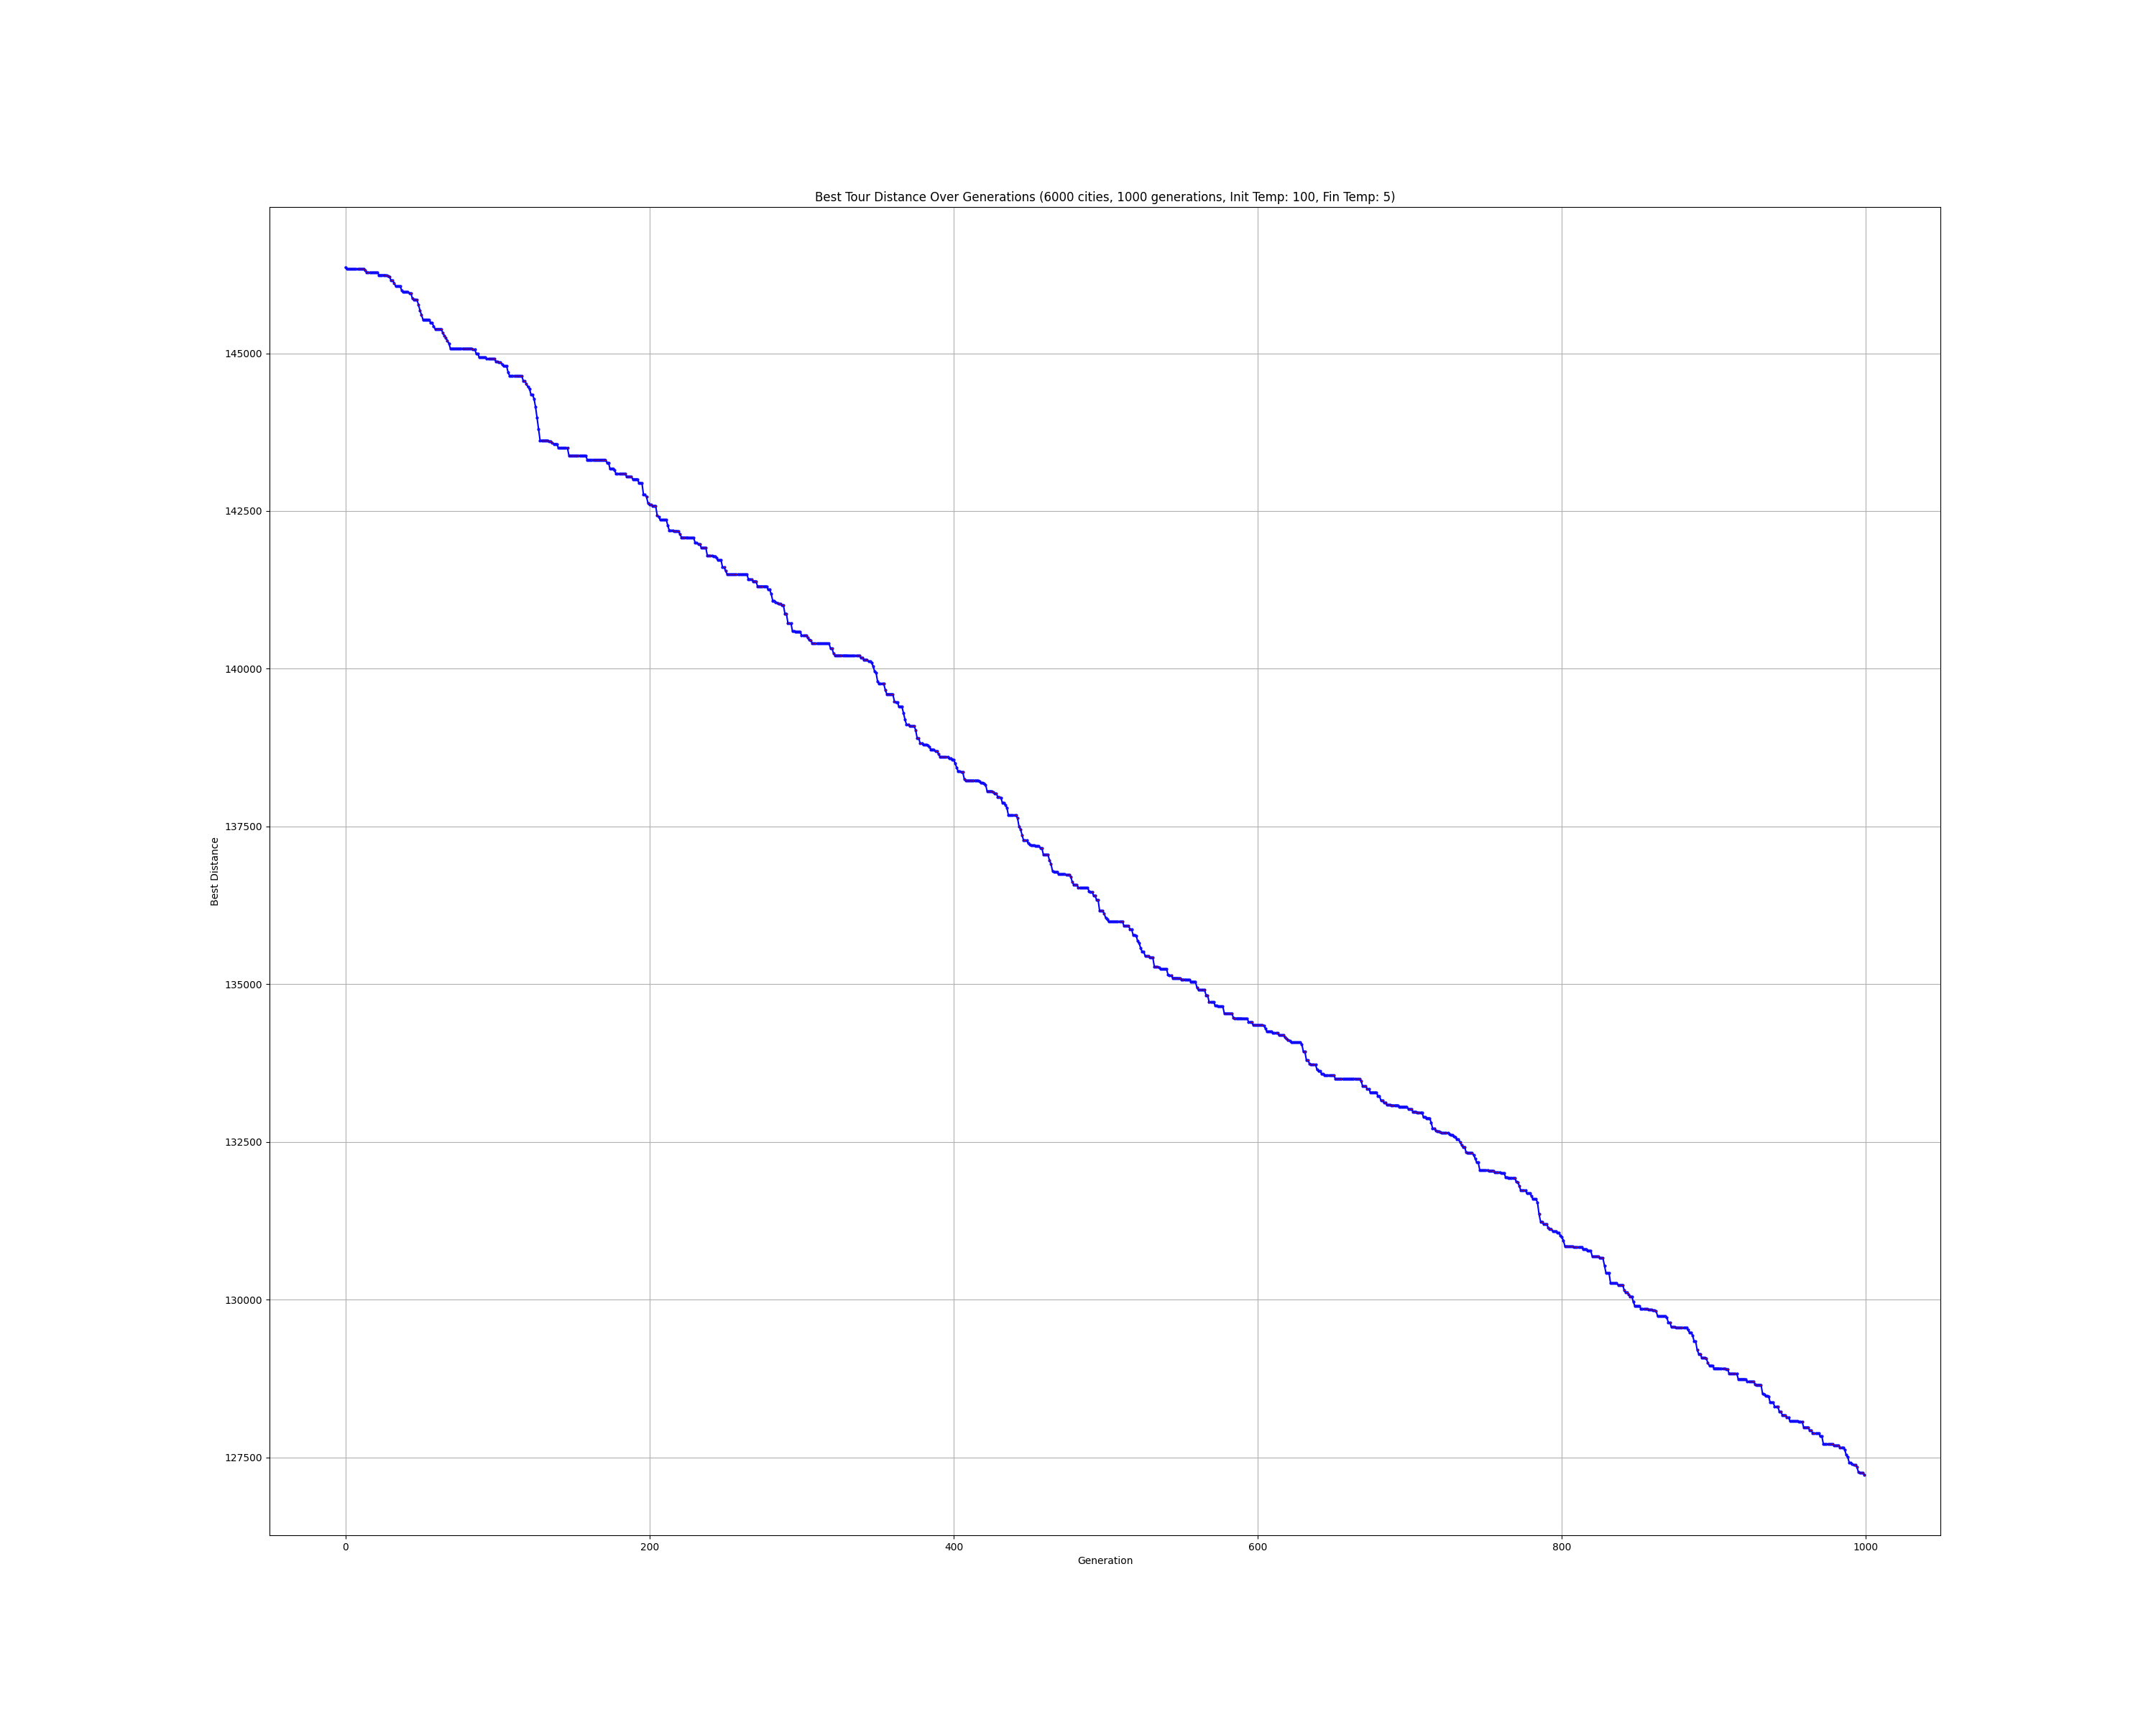 Best Tour Distance Over Generations (6000 cities, 1000 generations, Init Temp: 100, Fin Temp: 5)
145000
142500
140000
137500
135000
132500
130000
127500
Best Distance
0 200 400 600 800 1000
Generation